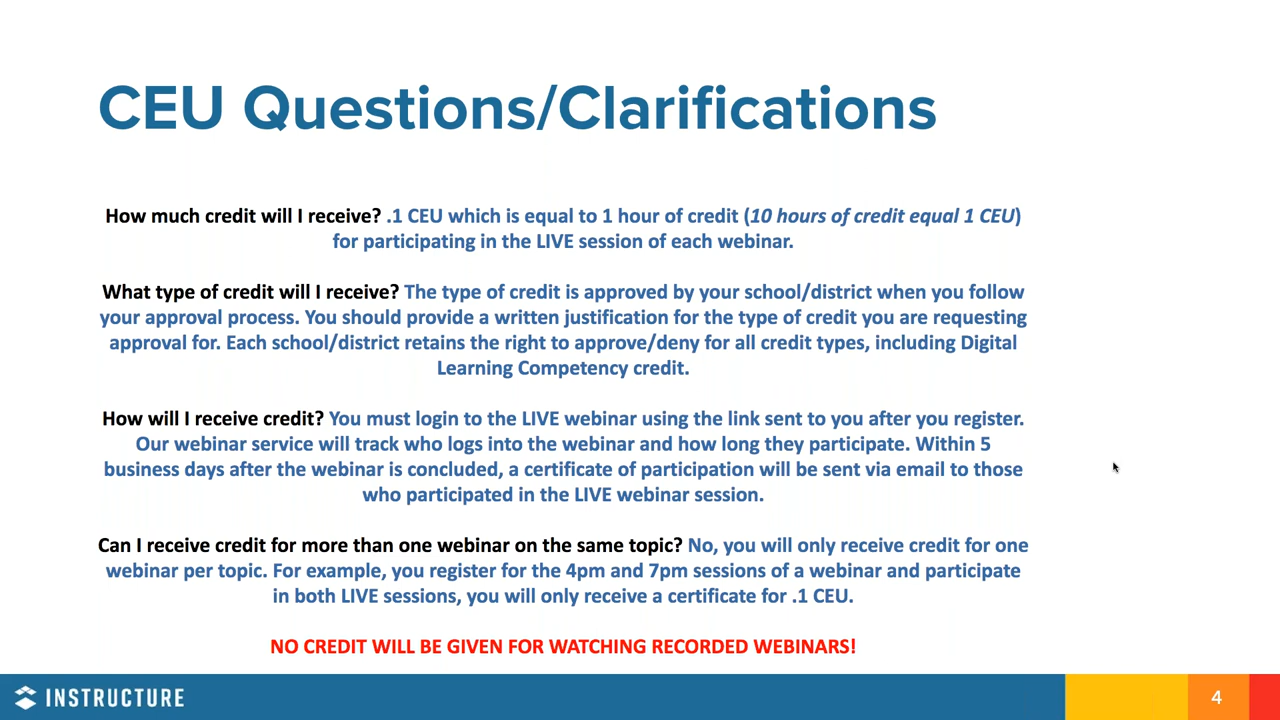 CEU Questions/Clarifications
How much credit will I receive? .1 CEU which is equal to 1 hour of credit (10 hours of credit equal 1 CEU)
for participating in the LIVE session of each webinar.
What type of credit will I receive? The type of credit is approved by your school/district when you follow
your approval process. You should provide a written justification for the type of credit you are requesting
approval for. Each school/district retains the right to approve/deny for all credit types, including Digital
Learning Competency credit.
How will I receive credit? You must login to the LIVE webinar using the link sent to you after you register.
Our webinar service will track who logs into the webinar and how long they participate. Within 5
business days after the webinar is concluded, a certificate of participation will be sent via email to those
who participated in the LIVE webinar session.
Can I receive credit for more than one webinar on the same topic? No, you will only receive credit for one
webinar per topic. For example, you register for the 4pm and 7pm sessions of a webinar and participate
in both LIVE sessions, you will only receive a certificate for .1 CEU.
NO CREDIT WILL BE GIVEN FOR WATCHING RECORDED WEBINARS!
INSTRUCTURE
4